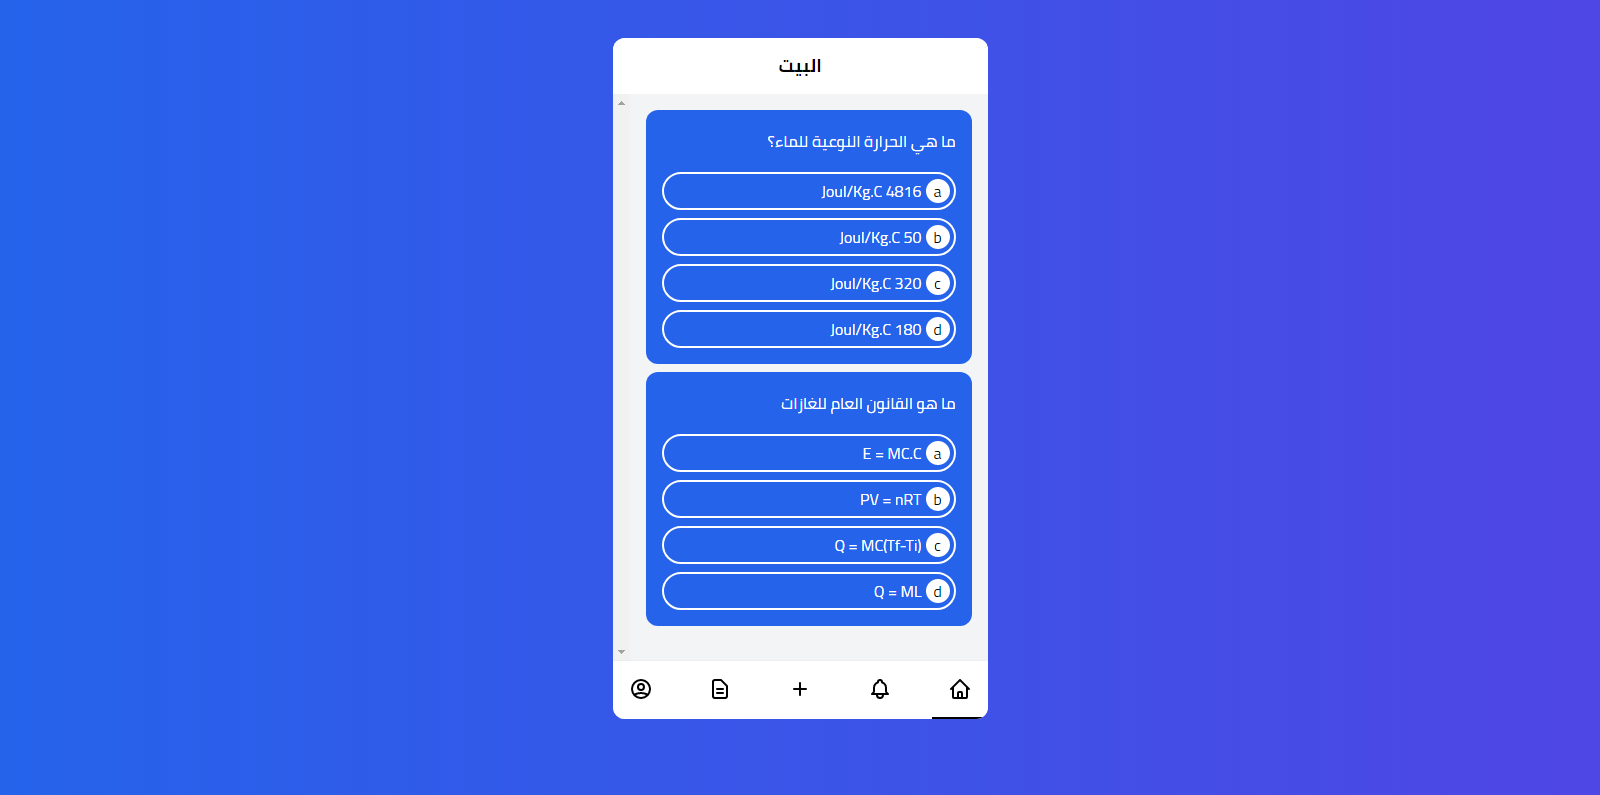 البيت
ما هي الحرارة النوعية للماء؟
a Joul/Kg.C 4816
b Joul/Kg.C 50
c Joul/Kg.C 320
d Joul/Kg.C 180
ما هو القانون العام للغازات
a E = MC.C
b PV = nRT
c Q = MC(Tf-Ti)
d Q = ML